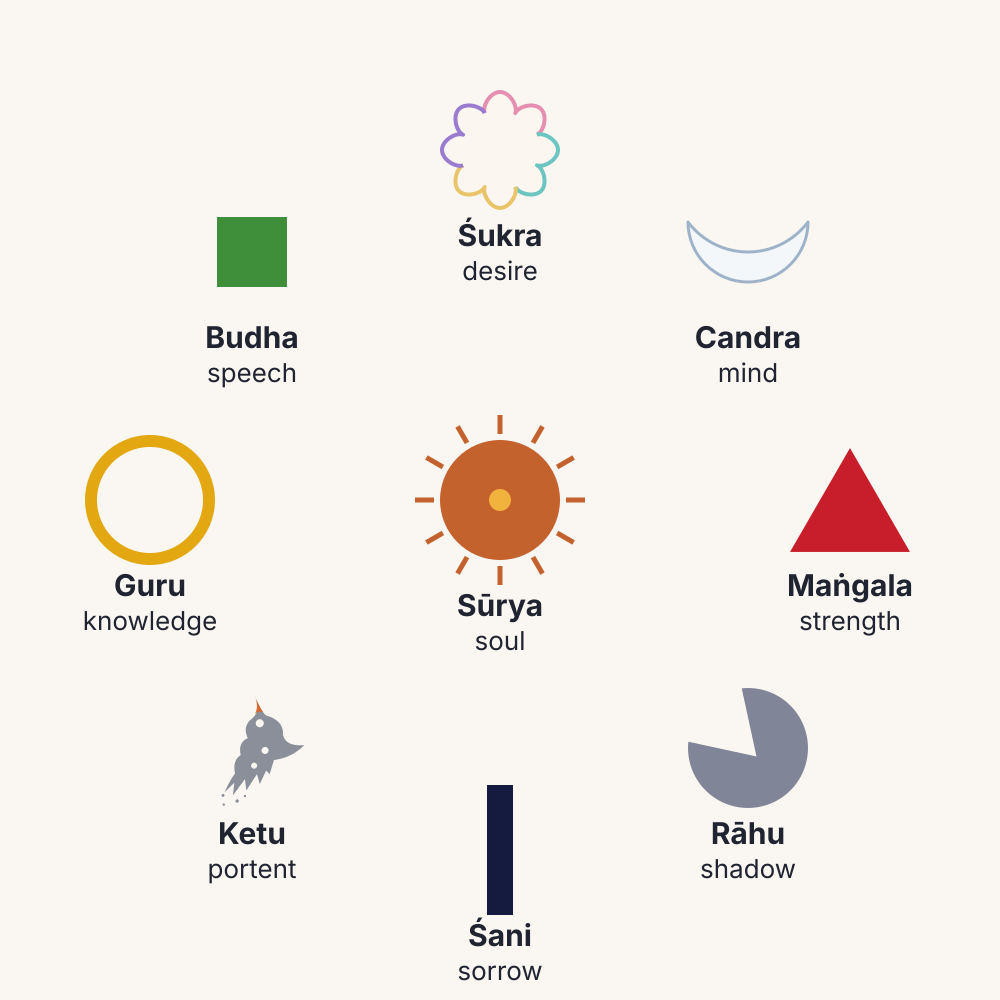 Śukra
desire
Budha
speech
Candra
mind
Guru
knowledge
Sūrya
soul
Maṅgala
strength
Ketu
portent
Rāhu
shadow
Śani
sorrow